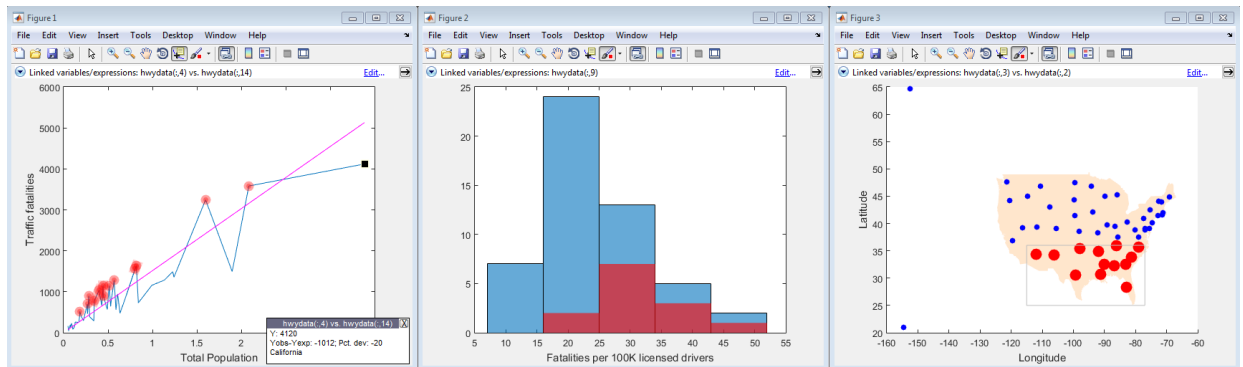 Figure 1
File Edit View Insert Tools Desktop Window Help
Linked variables/expressions: hwydata(:,4) vs. hwydata(:,14) Edit...
6000
5000
4000
3000
2000
1000
0
Traffic fatalities
0 0.5 1 1.5 2
Total Population
hwydata(:,4) vs. hwydata(:,14) X
Y: 4120
Yobs-Yexp: -1012; Pct. dev: -20
California
Figure 2
File Edit View Insert Tools Desktop Window Help
Linked variables/expressions: hwydata(:,9) Edit...
25
20
15
10
5
0
5 10 15 20 25 30 35 40 45 50 55
Fatalities per 100K licensed drivers
Figure 3
File Edit View Insert Tools Desktop Window Help
Linked variables/expressions: hwydata(:,3) vs. hwydata(:,2) Edit...
65
60
55
50
45
40
35
30
25
20
Latitude
-160 -150 -140 -130 -120 -110 -100 -90 -80 -70 -60
Longitude